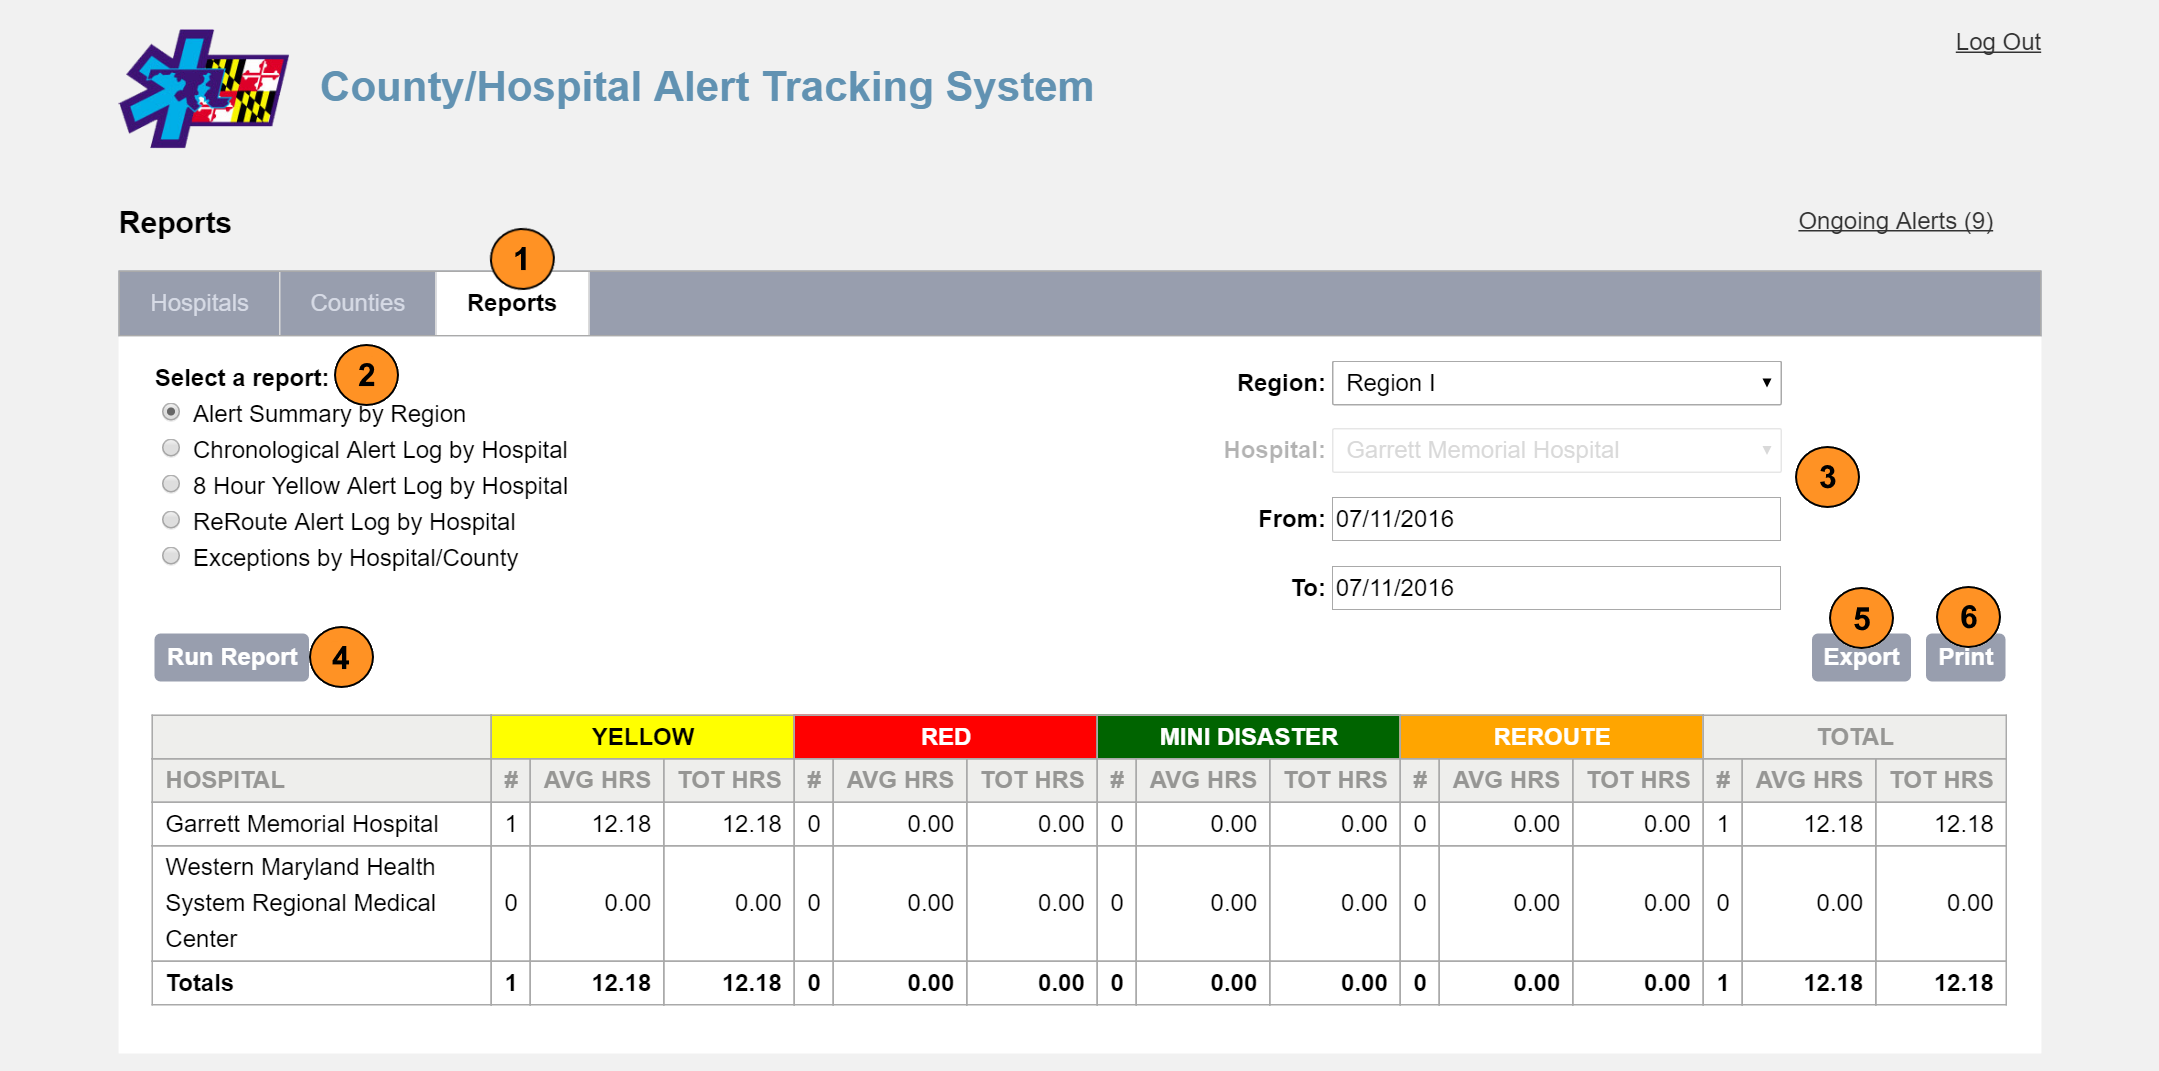 Log Out
County/Hospital Alert Tracking System
Reports
Ongoing Alerts (9)
1
Hospitals Counties Reports
Select a report: 2
Alert Summary by Region
Chronological Alert Log by Hospital
8 Hour Yellow Alert Log by Hospital
ReRoute Alert Log by Hospital
Exceptions by Hospital/County
Region: Region I
Hospital: Garrett Memorial Hospital
3
From: 07/11/2016
To: 07/11/2016
Run Report 4
5 6
Export Print
YELLOW RED MINI DISASTER REROUTE TOTAL
HOSPITAL # AVG HRS TOT HRS # AVG HRS TOT HRS # AVG HRS TOT HRS # AVG HRS TOT HRS # AVG HRS TOT HRS
Garrett Memorial Hospital 1 12.18 12.18 0 0.00 0.00 0 0.00 0.00 0 0.00 0.00 1 12.18 12.18
Western Maryland Health
System Regional Medical 0 0.00 0.00 0 0.00 0.00 0 0.00 0.00 0 0.00 0.00 0 0.00 0.00
Center
Totals 1 12.18 12.18 0 0.00 0.00 0 0.00 0.00 0 0.00 0.00 1 12.18 12.18